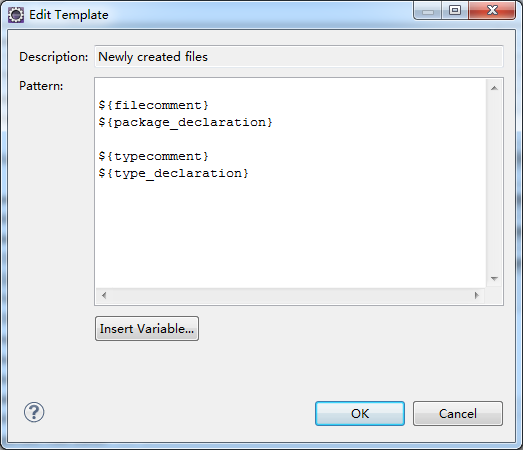 Edit Template
Description: Newly created files
Pattern:
${filecomment}
${package_declaration}
${typecomment}
${type_declaration}
Insert Variable...
?
OK
Cancel